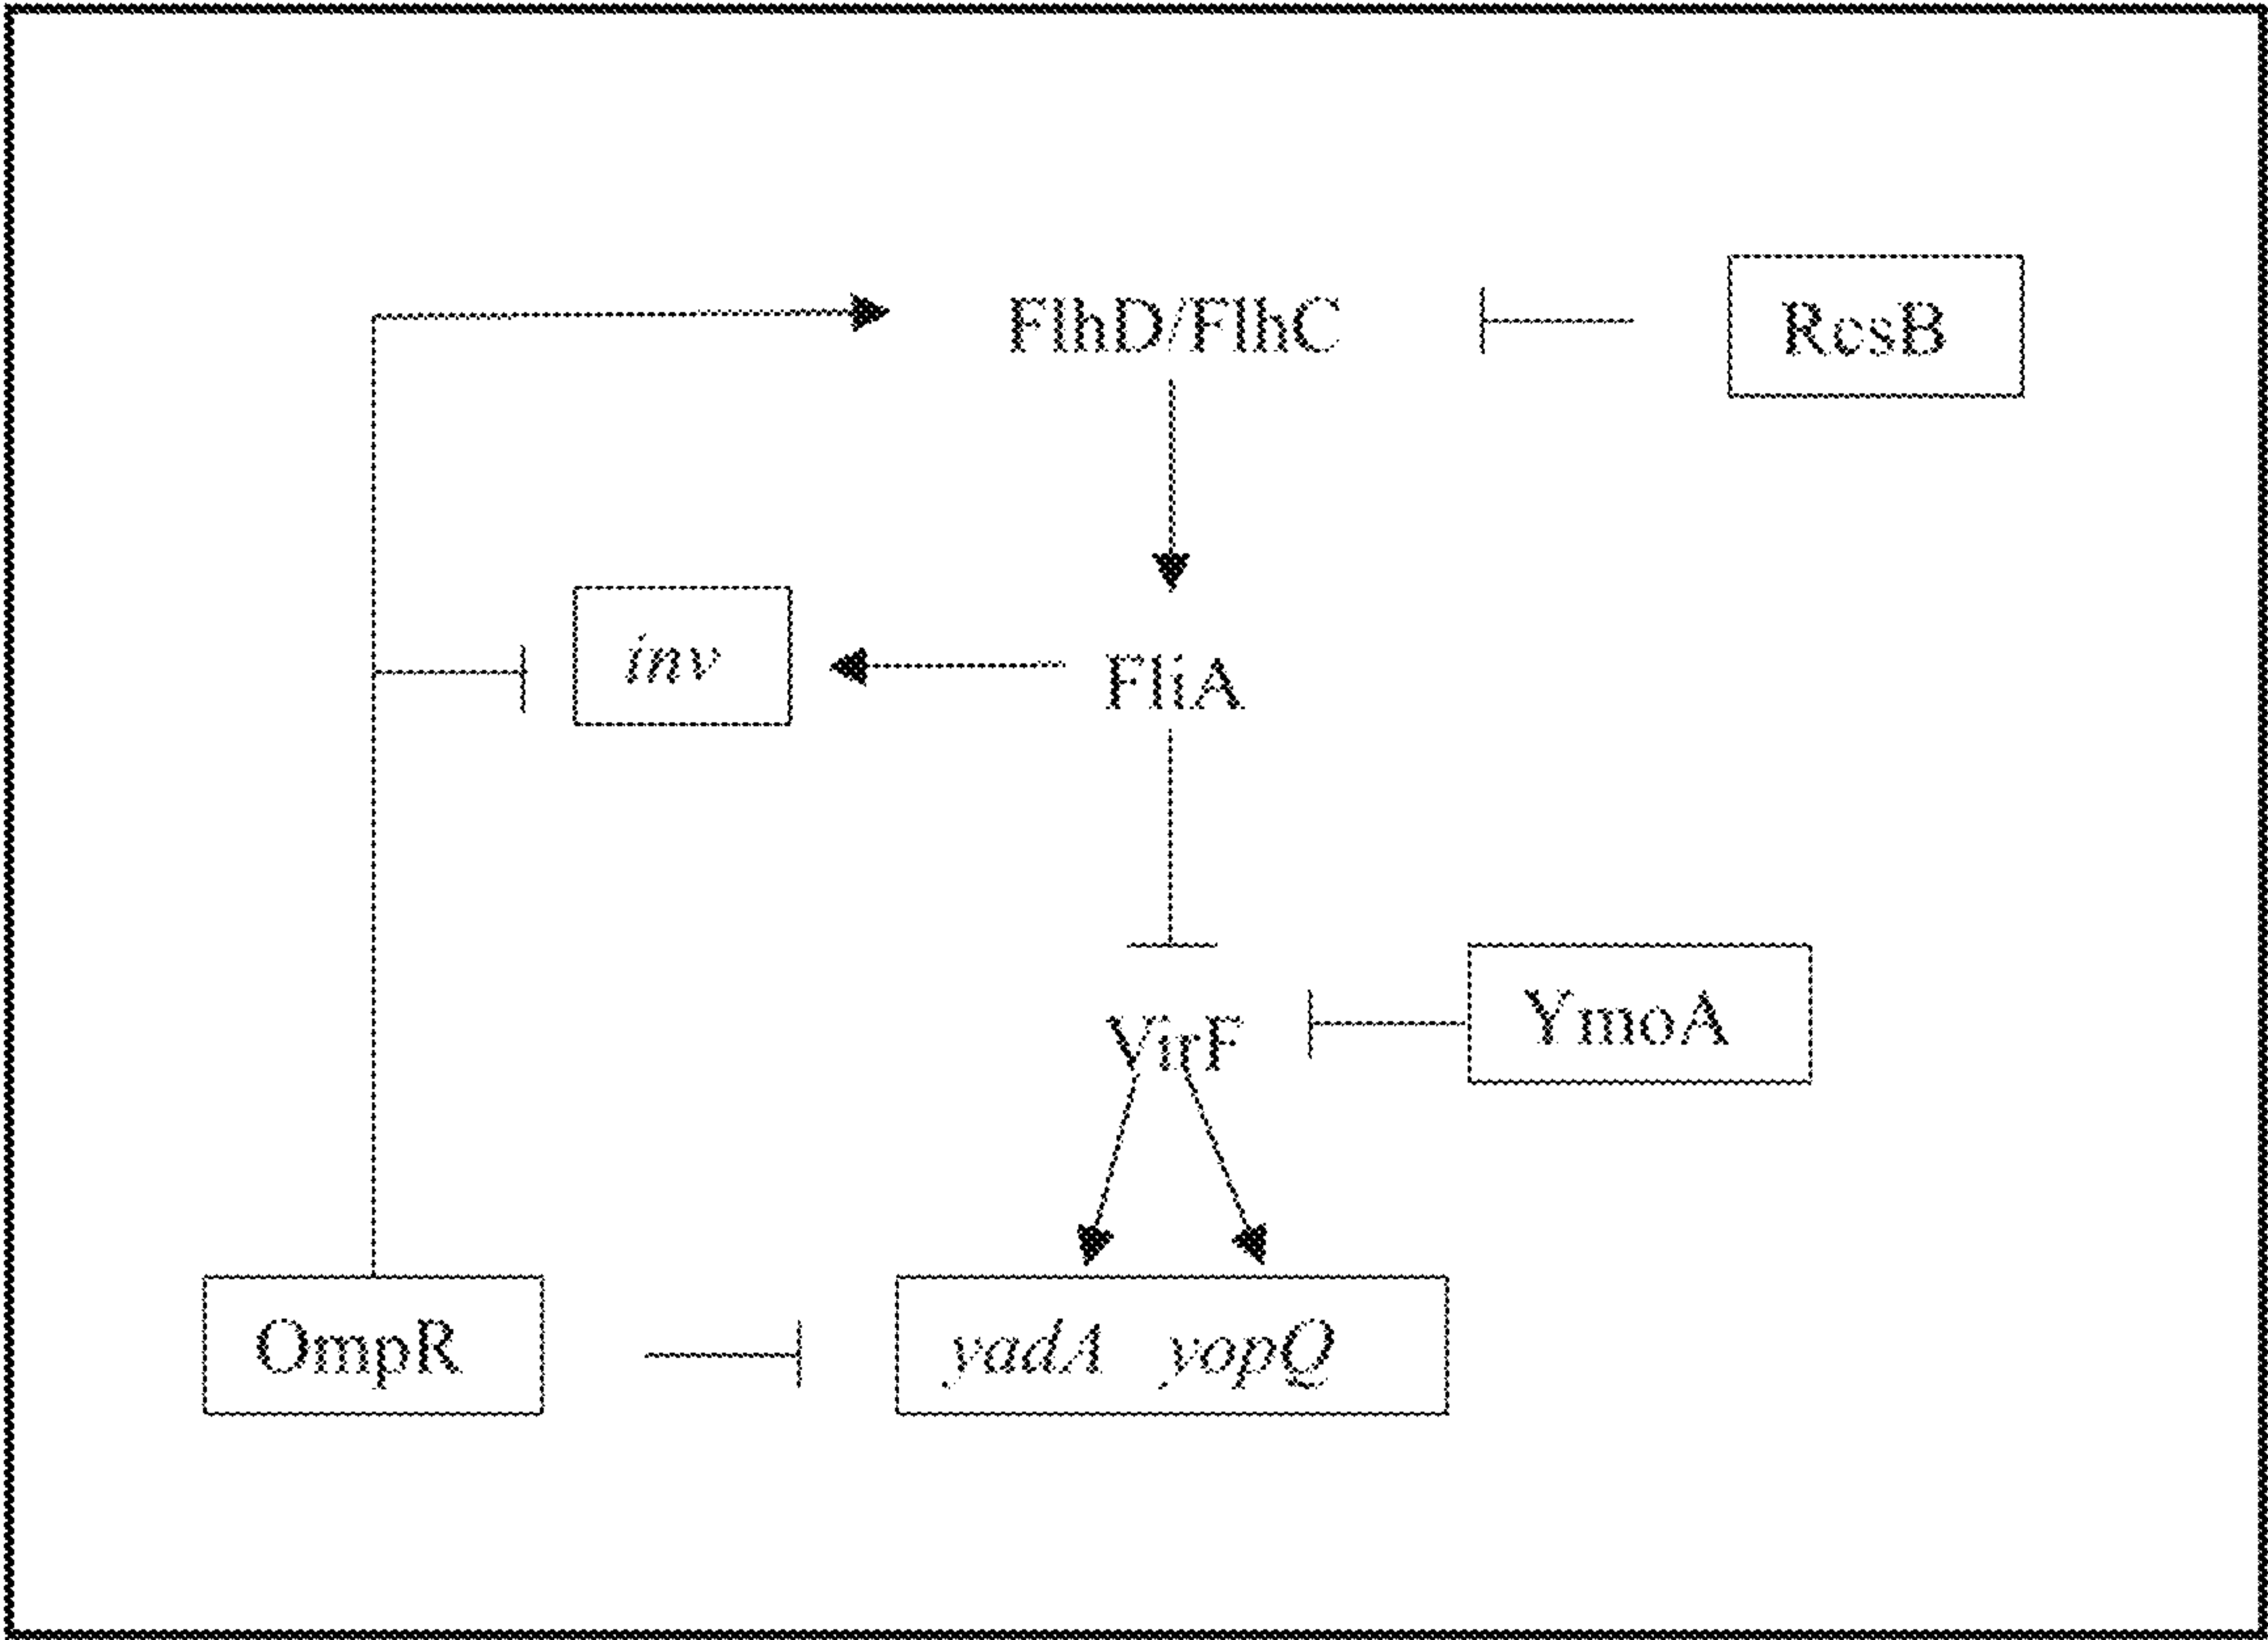 FlhD/FlhC
RcsB
inv
FliA
VirF
YmoA
OmpR
yadA yopQ